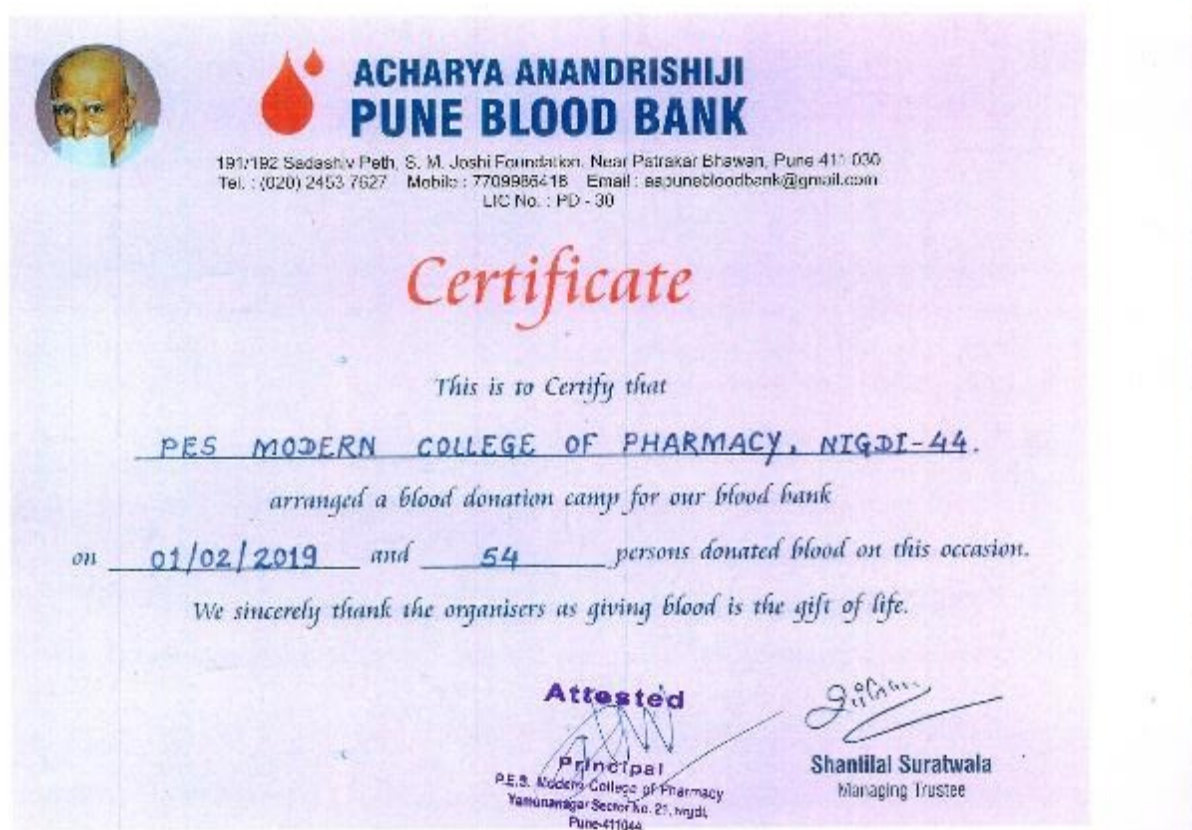 ACHARYA ANANDRISHIJI
PUNE BLOOD BANK
191/192 Sadashiv Peth, S. M. Joshi Foundation, Near Patrakar Bhawan, Pune 411 030
Tel. : (020) 2453 7627 Mobile : 7709986418 Email : aapunebloodbank@gmail.com
LIC No. : PD - 30
Certificate
This is to Certify that
PES MODERN COLLEGE OF PHARMACY, NIGDI-44.
arranged a blood donation camp for our blood bank
on 01/02/2019 and 54 persons donated blood on this occasion.
We sincerely thank the organisers as giving blood is the gift of life.
Attested
Principal
P.E.S. Modern College of Pharmacy
Yamunanagar Sector No. 21, Nigdi,
Pune-411044.
Shantilal Suratwala
Managing Trustee